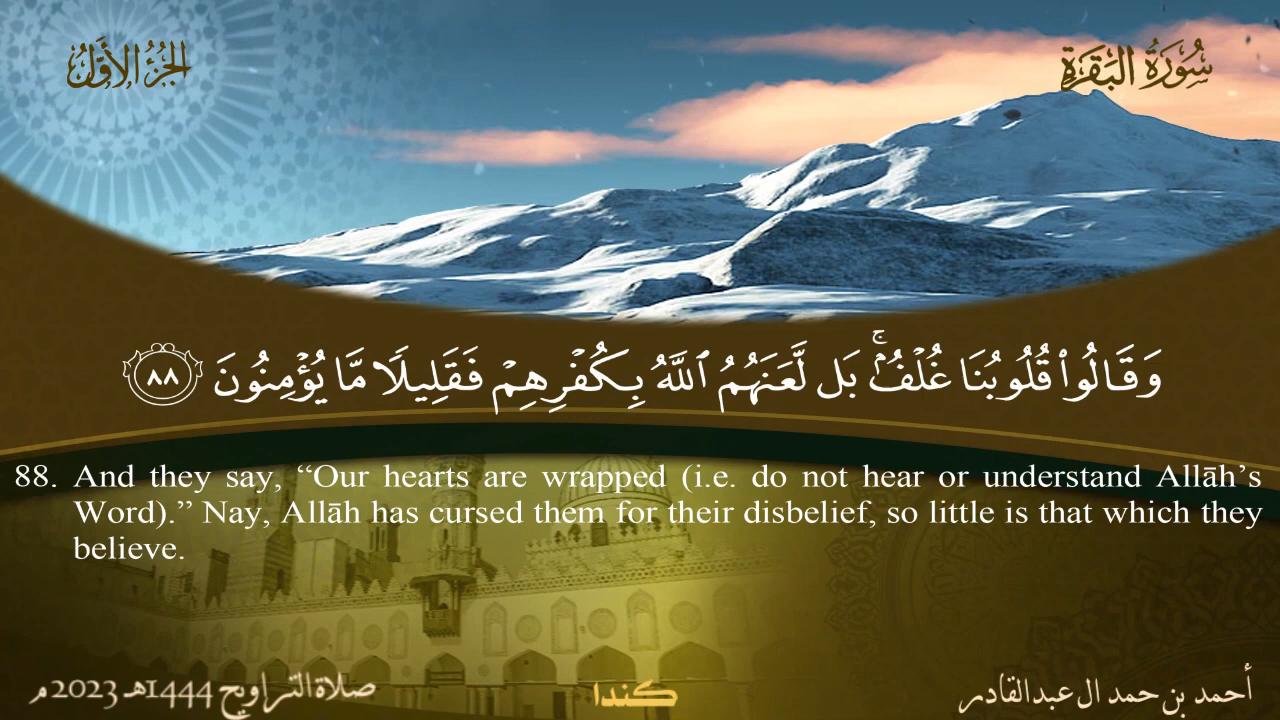 سُورَةُ البَقَرَةِ
الجُزْءُ الأَوَّلُ
وَقَالُوا۟ قُلُوبُنَا غُلْفٌۢ ۚ بَل لَّعَنَهُمُ ٱللَّهُ بِكُفْرِهِمْ فَقَلِيلًا مَّا يُؤْمِنُونَ ٨٨
88. And they say, “Our hearts are wrapped (i.e. do not hear or understand Allāh’s
Word).” Nay, Allāh has cursed them for their disbelief, so little is that which they
believe.
أحمد بن حمد ال عبدالقادر
كندا
صلاة التراويح 1444هـ 2023 م